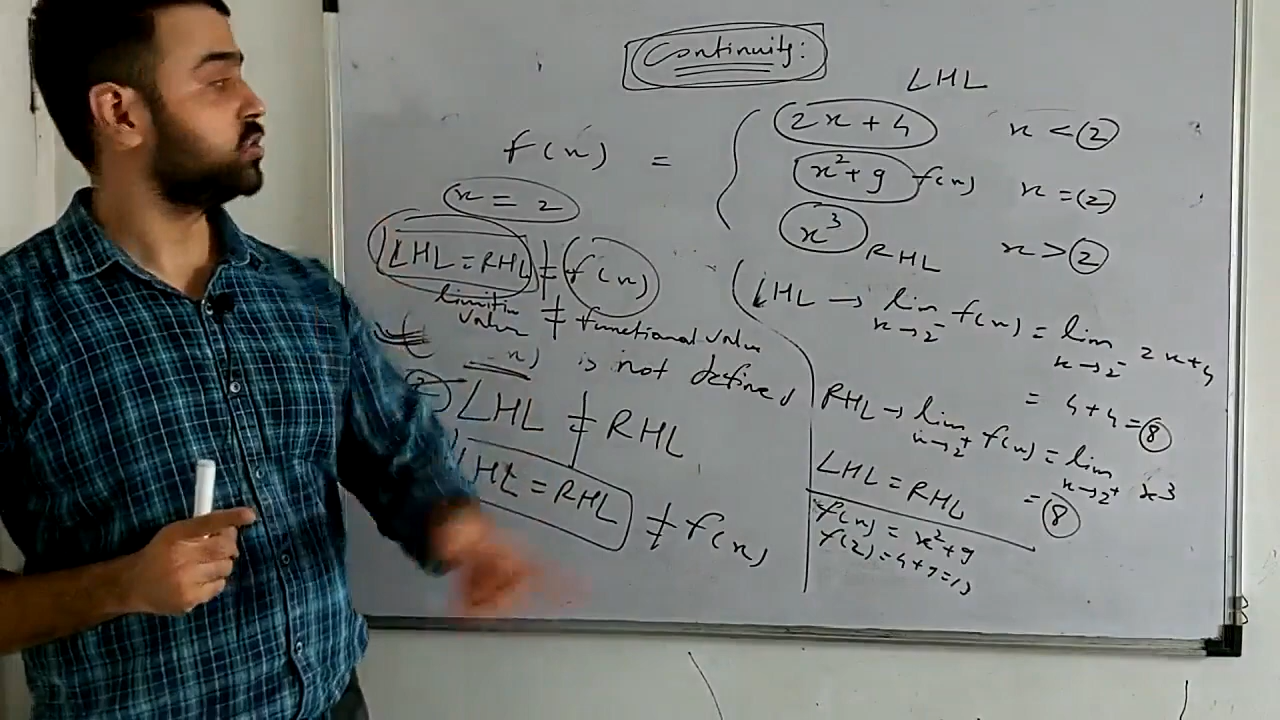 Continuity:
LHL
f(x) = 2x+4 x < 2
x²+9 f(x) x = 2
x³ RHL x > 2
x = 2
LHL = RHL ≠ f(x)
value ≠ functional value
x) is not defined
LHL ≠ RHL
LHL = RHL ≠ f(x)
LHL → lim x→2⁻ f(x) = lim x→2⁻ 2x+4
= 4+4 = 8
RHL → lim x→2⁺ f(x) = lim x→2⁺ x³
= 8
LHL = RHL
f(x) = x²+9
f(2) = 4+9 = 13